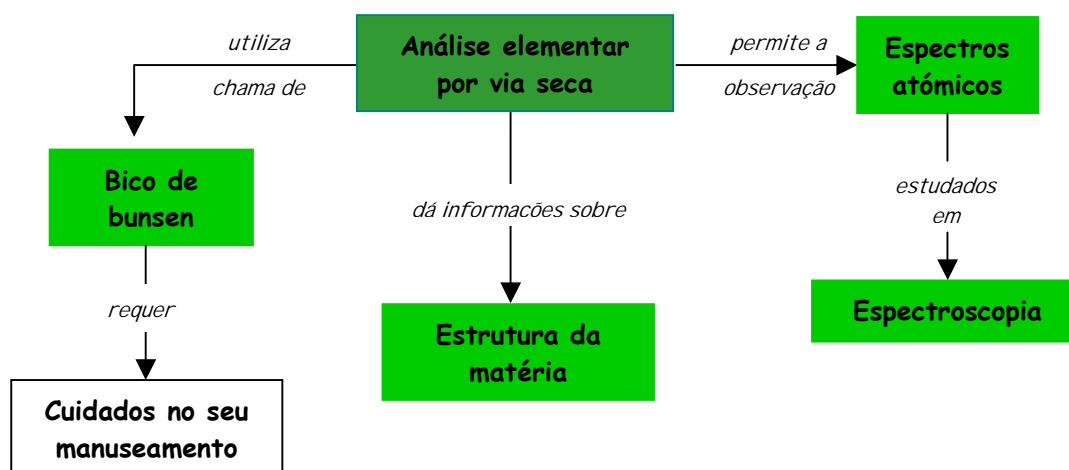 utiliza
chama de
Análise elementar
por via seca
permite a
observação
Espectros
atómicos
Bico de
bunsen
dá informacões sobre
estudados
em
requer
Estrutura da
matéria
Espectroscopia
Cuidados no seu
manuseamento